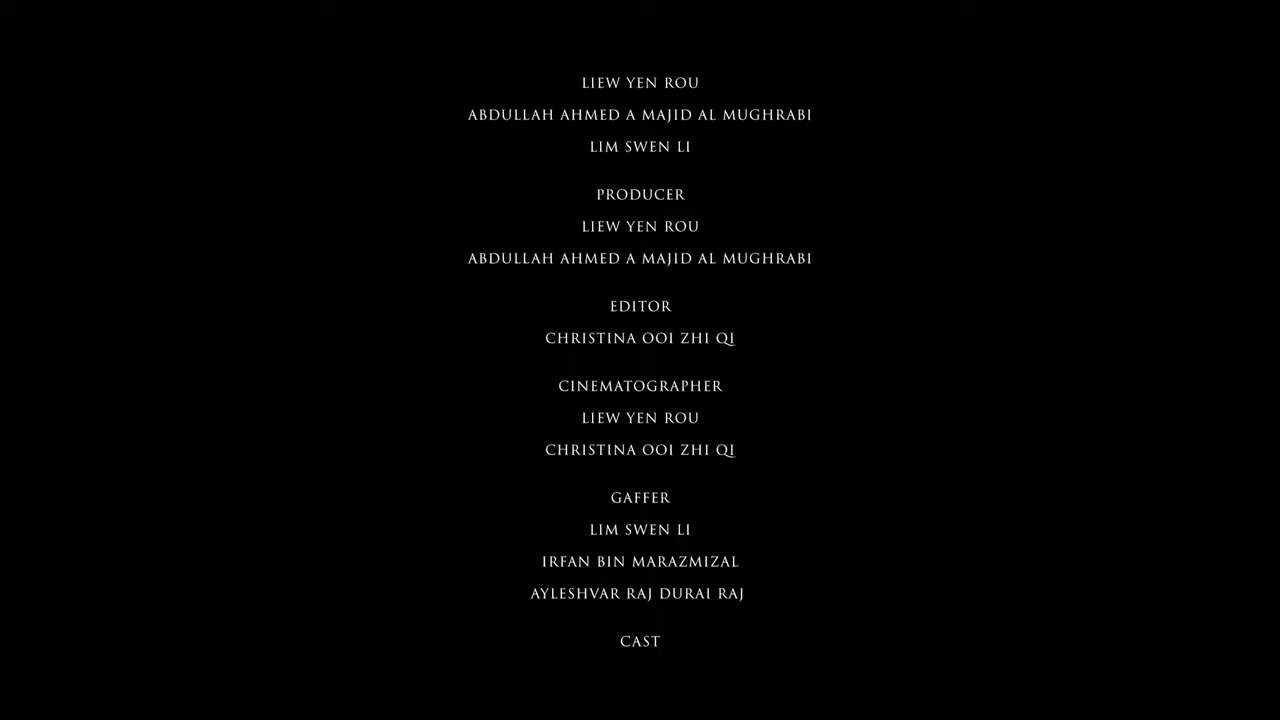 LIEW YEN ROU
ABDULLAH AHMED A MAJID AL MUGHRABI
LIM SWEN LI
PRODUCER
LIEW YEN ROU
ABDULLAH AHMED A MAJID AL MUGHRABI
EDITOR
CHRISTINA OOI ZHI QI
CINEMATOGRAPHER
LIEW YEN ROU
CHRISTINA OOI ZHI QI
GAFFER
LIM SWEN LI
IRFAN BIN MARAZMIZAL
AYLESHVAR RAJ DURAI RAJ
CAST